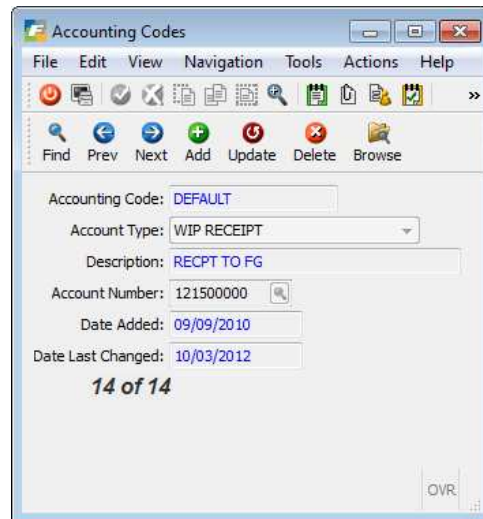 Accounting Codes
File Edit View Navigation Tools Actions Help
»
Find Prev Next Add Update Delete Browse
Accounting Code: DEFAULT
Account Type: WIP RECEIPT
Description: RECPT TO FG
Account Number: 121500000
Date Added: 09/09/2010
Date Last Changed: 10/03/2012
14 of 14
OVR